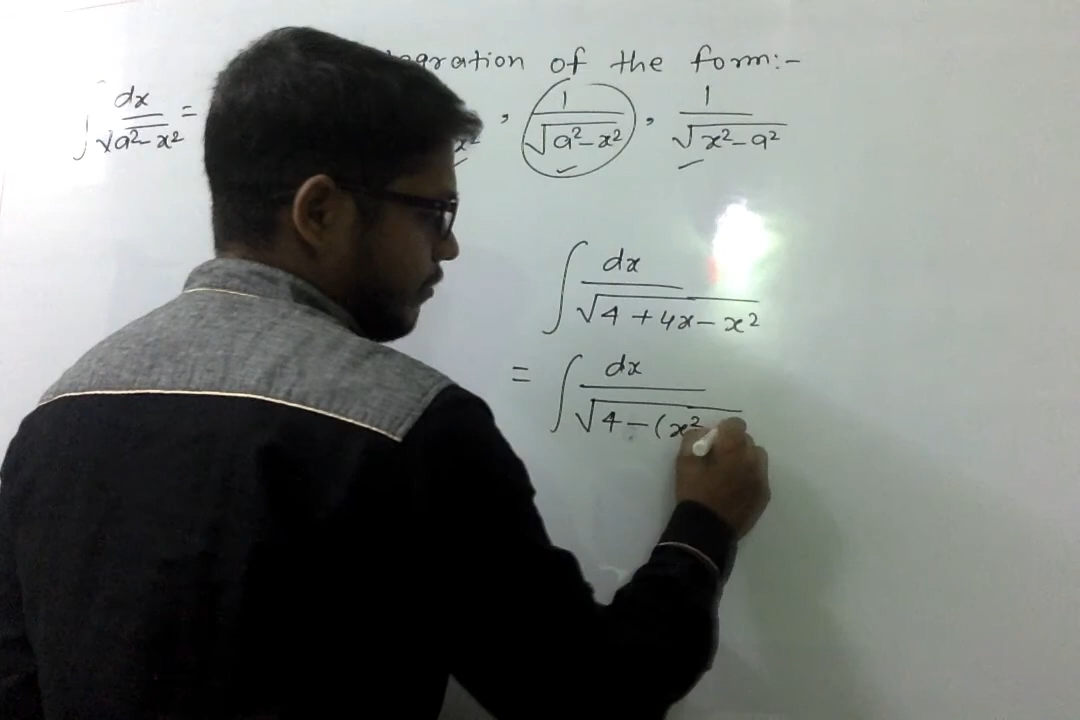 of the form:-
∫ dx/√(a²-x²) = , 1/√(a²-x²) , 1/√(x²-a²)
∫ dx/√(4+4x-x²)
= ∫ dx/√(4-(x²